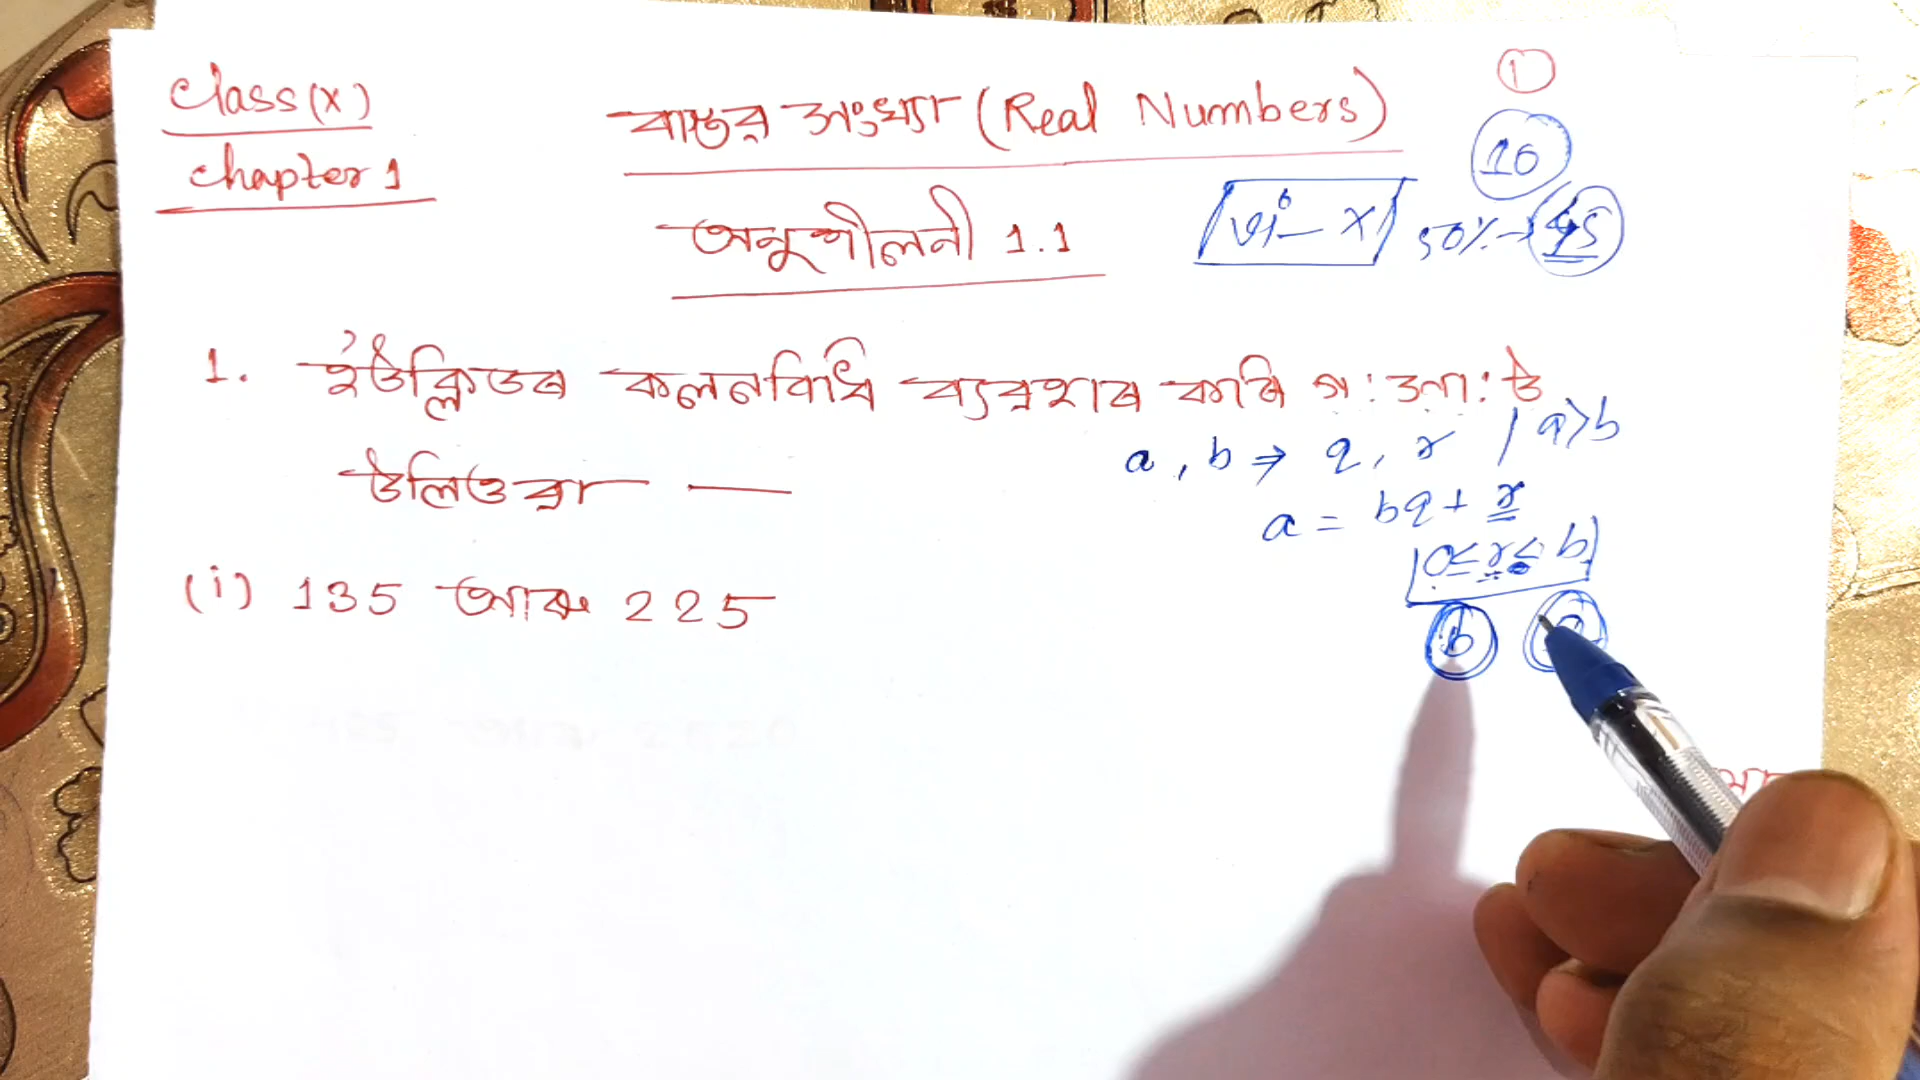 Class (X)
Chapter 1
বাস্তৱ সংখ্যা (Real Numbers)
অনুশীলনী 1.1
1
10
vi - X
50% → 45
1. ইউক্লিডৰ কলনবিধি ব্যৱহাৰ কৰি গ:সা:উ
উলিওৱা —
a, b ⇒ q, r / a>b
a = bq + r
0 ≤ r < b
b
(i) 135 আৰু 225